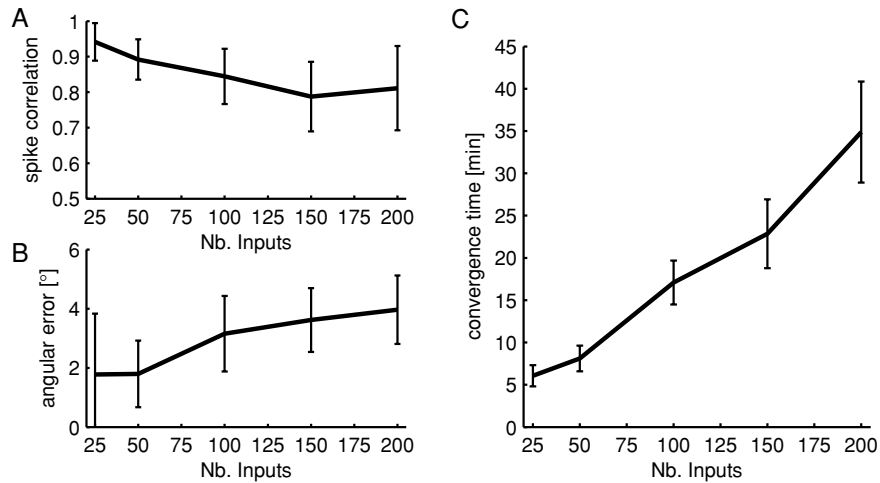 A
spike correlation
1
0.9
0.8
0.7
0.6
0.5
25 50 75 100 125 150 175 200
Nb. Inputs
B
angular error [°]
6
4
2
0
25 50 75 100 125 150 175 200
Nb. Inputs
C
convergence time [min]
45
40
35
30
25
20
15
10
5
0
25 50 75 100 125 150 175 200
Nb. Inputs